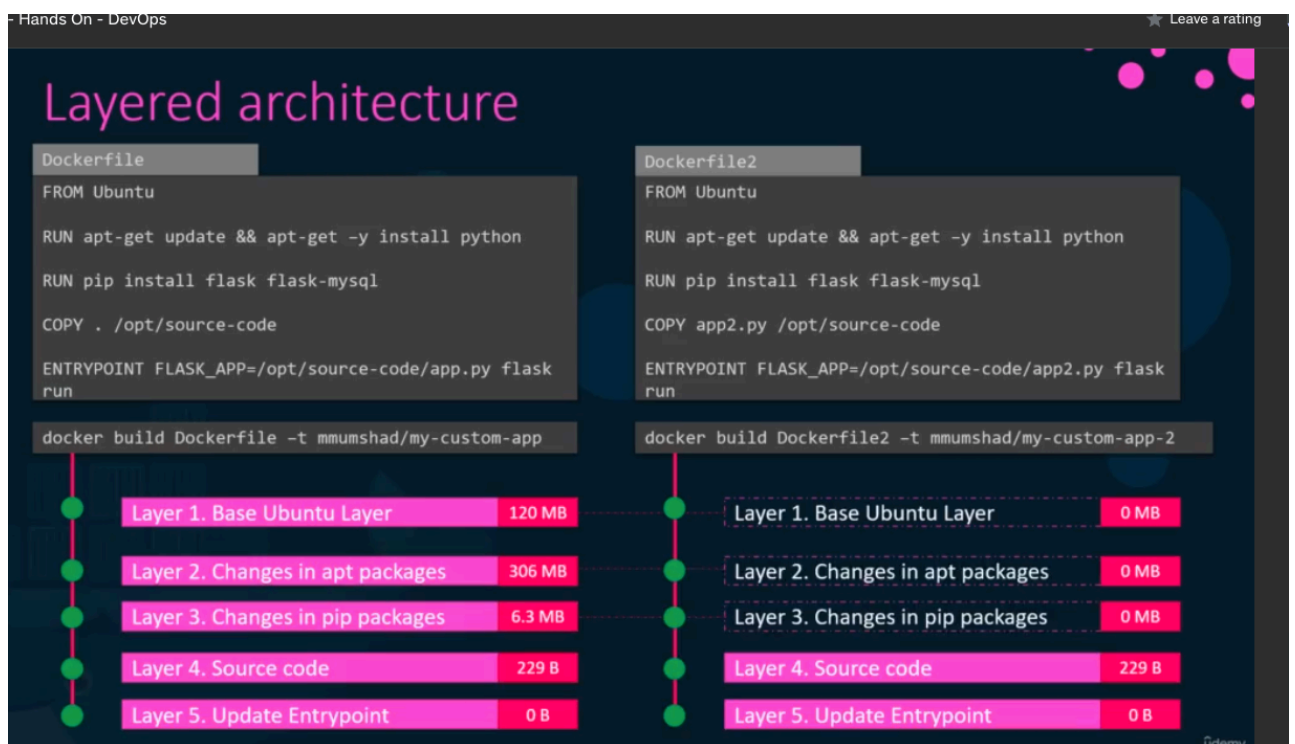 - Hands On - DevOps
Leave a rating
Layered architecture
Dockerfile
FROM Ubuntu
RUN apt-get update && apt-get –y install python
RUN pip install flask flask-mysql
COPY . /opt/source-code
ENTRYPOINT FLASK_APP=/opt/source-code/app.py flask
run
docker build Dockerfile –t mmumshad/my-custom-app
Layer 1. Base Ubuntu Layer 120 MB
Layer 2. Changes in apt packages 306 MB
Layer 3. Changes in pip packages 6.3 MB
Layer 4. Source code 229 B
Layer 5. Update Entrypoint 0 B
Dockerfile2
FROM Ubuntu
RUN apt-get update && apt-get –y install python
RUN pip install flask flask-mysql
COPY app2.py /opt/source-code
ENTRYPOINT FLASK_APP=/opt/source-code/app2.py flask
run
docker build Dockerfile2 –t mmumshad/my-custom-app-2
Layer 1. Base Ubuntu Layer 0 MB
Layer 2. Changes in apt packages 0 MB
Layer 3. Changes in pip packages 0 MB
Layer 4. Source code 229 B
Layer 5. Update Entrypoint 0 B
ûdemy